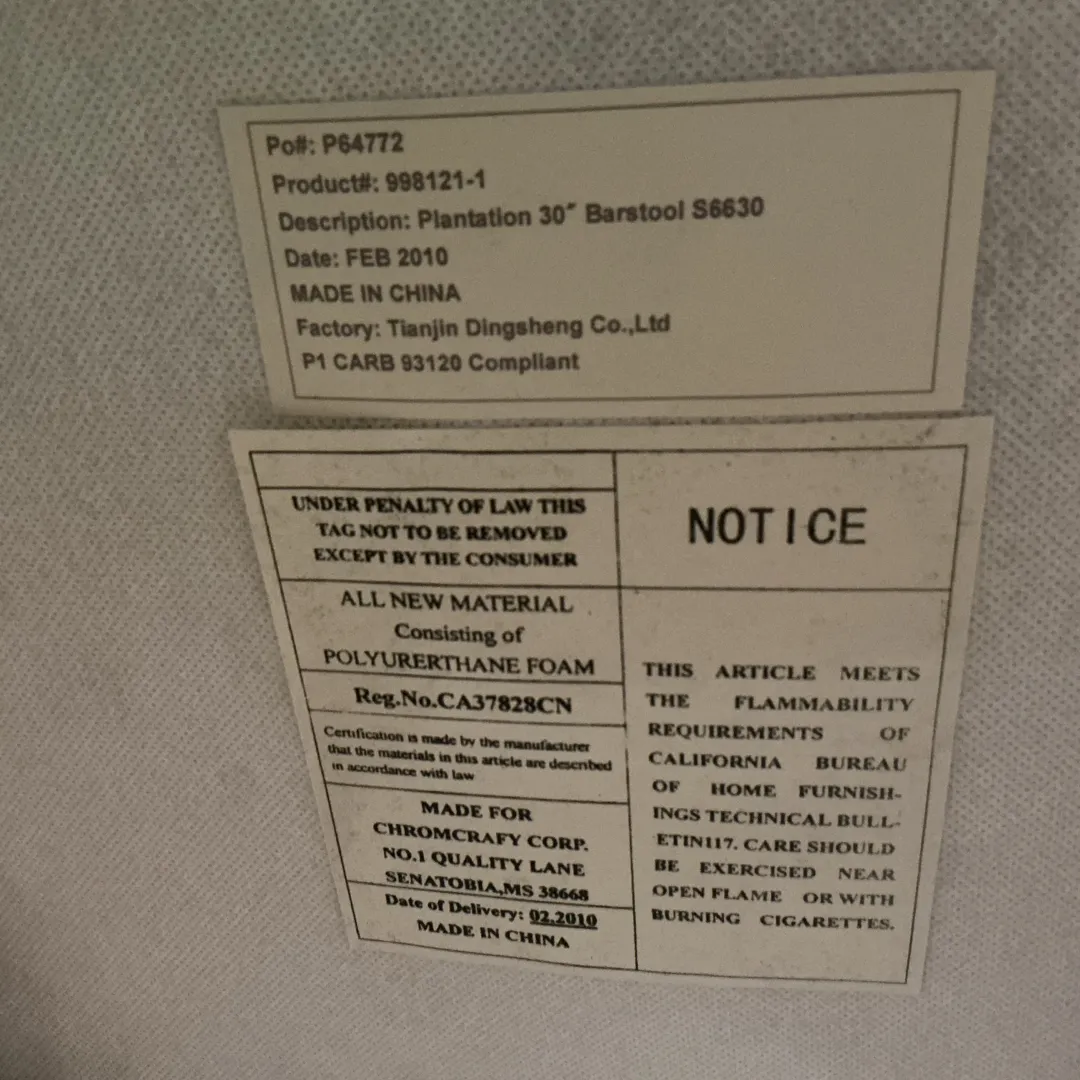 Po#: P64772
Product#: 998121-1
Description: Plantation 30″ Barstool S6630
Date: FEB 2010
MADE IN CHINA
Factory: Tianjin Dingsheng Co.,Ltd
P1 CARB 93120 Compliant
UNDER PENALTY OF LAW THIS
TAG NOT TO BE REMOVED
EXCEPT BY THE CONSUMER
ALL NEW MATERIAL
Consisting of
POLYURERTHANE FOAM
Reg.No.CA37828CN
Certification is made by the manufacturer
that the materials in this article are described
in accordance with law
MADE FOR
CHROMCRAFY CORP.
NO.1 QUALITY LANE
SENATOBIA,MS 38668
Date of Delivery: 02.2010
MADE IN CHINA
NOTICE
THIS ARTICLE MEETS
THE FLAMMABILITY
REQUIREMENTS OF
CALIFORNIA BUREAU
OF HOME FURNISH-
INGS TECHNICAL BULL-
ETIN117. CARE SHOULD
BE EXERCISED NEAR
OPEN FLAME OR WITH
BURNING CIGARETTES.